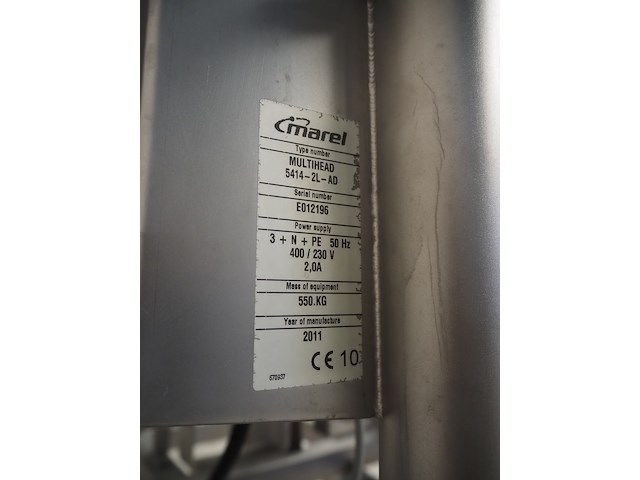 marel
Type number
MULTIHEAD
5414-2L-AD
Serial number
E012196
Power supply
3 + N + PE 50 Hz
400 / 230 V
2,0A
Mass of equipment
550.KG
Year of manufacture
2011
CE 10